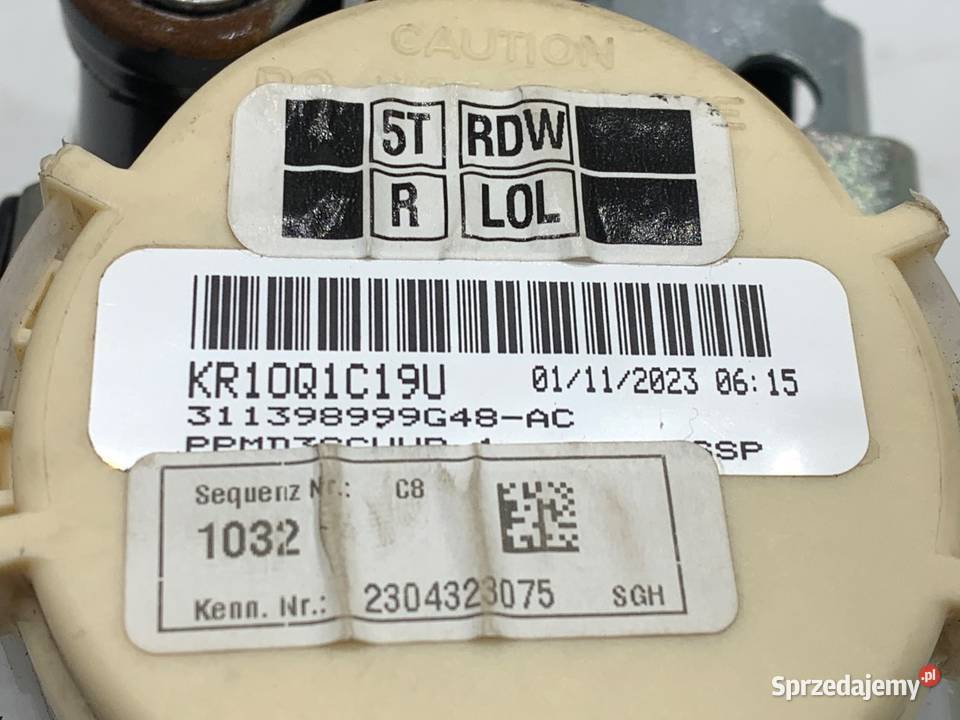 CAUTION
5T RDW
R LOL
KR10Q1C19U 01/11/2023 06:15
311398999G48-AC
Sequenz Nr.: C8
1032
Kenn. Nr.: 2304323075 SGH
Sprzedajemy.pl